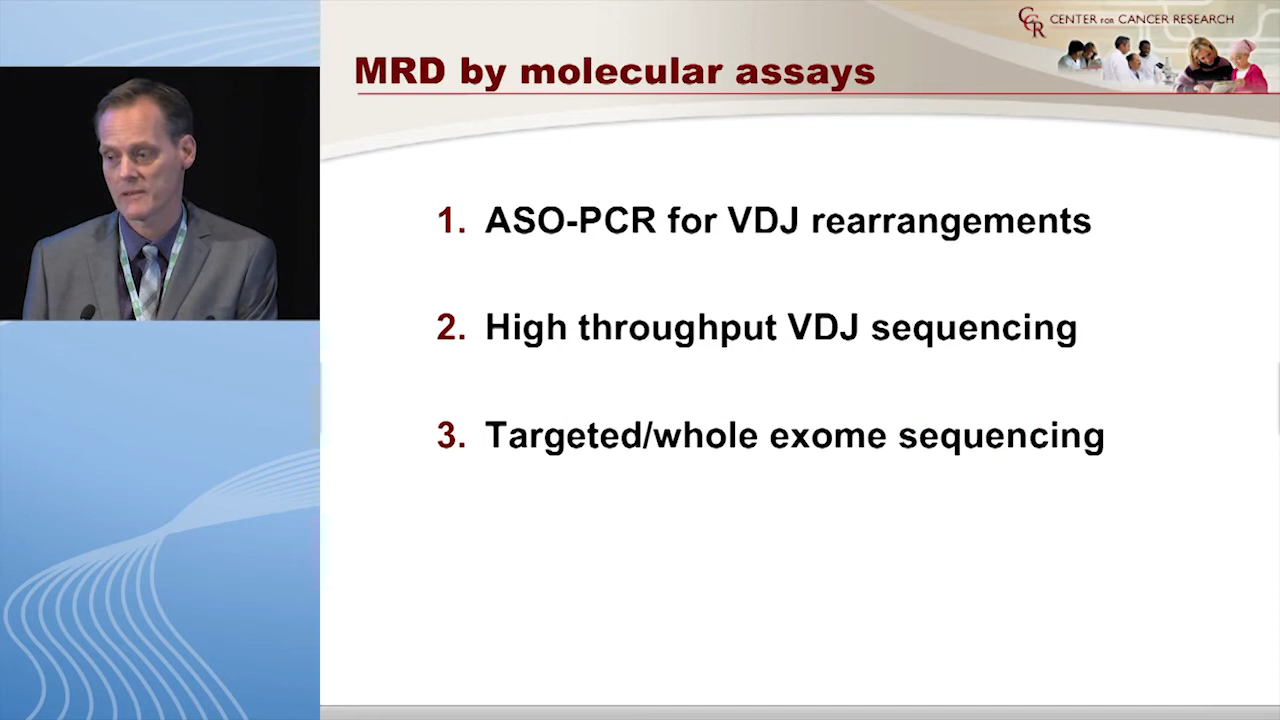 CCR CENTER FOR CANCER RESEARCH
MRD by molecular assays
1. ASO-PCR for VDJ rearrangements
2. High throughput VDJ sequencing
3. Targeted/whole exome sequencing